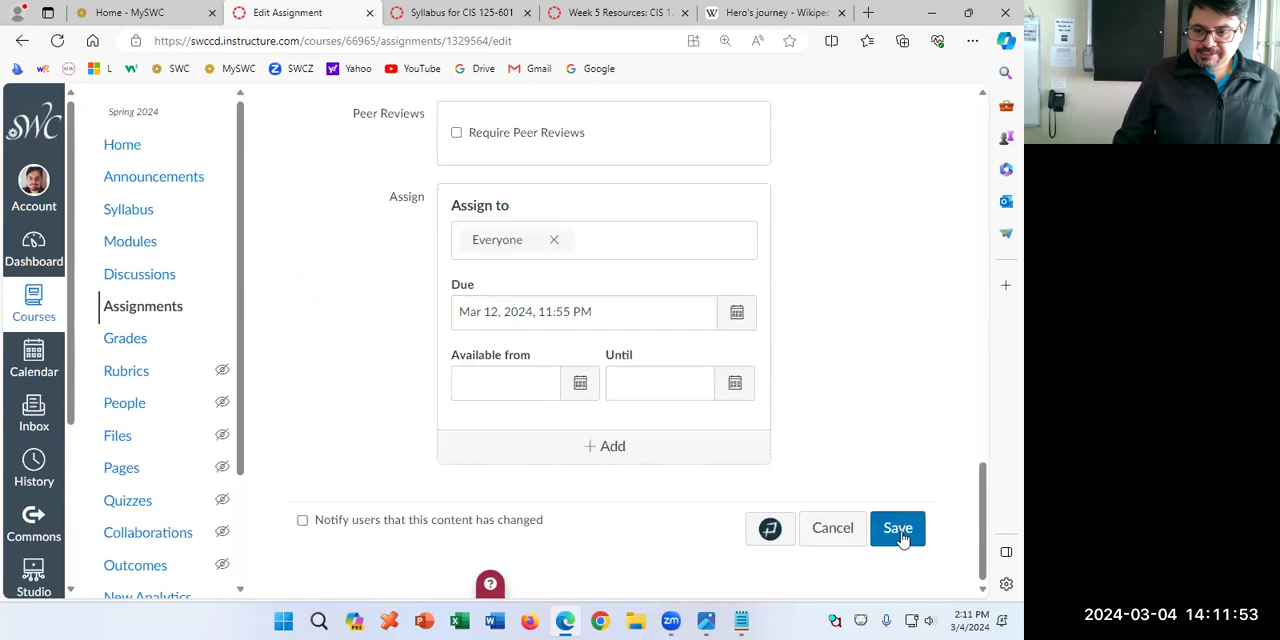 Home - MySWC
Edit Assignment
Syllabus for CIS 125-601
Week 5 Resources: CIS 1
Hero's journey - Wikipec
https://swccd.instructure.com/courses/66965/assignments/1329564/edit
L
SWC
MySWC
SWCZ
Yahoo
YouTube
Drive
Gmail
Google
SWC
Account
Dashboard
Courses
Calendar
Inbox
History
Commons
Studio
Spring 2024
Home
Announcements
Syllabus
Modules
Discussions
Assignments
Grades
Rubrics
People
Files
Pages
Quizzes
Collaborations
Outcomes
New Analytics
Peer Reviews
Require Peer Reviews
Assign
Assign to
Everyone
Due
Mar 12, 2024, 11:55 PM
Available from Until
+ Add
Notify users that this content has changed
Cancel
Save
2:11 PM
3/4/2024
2024-03-04 14:11:53